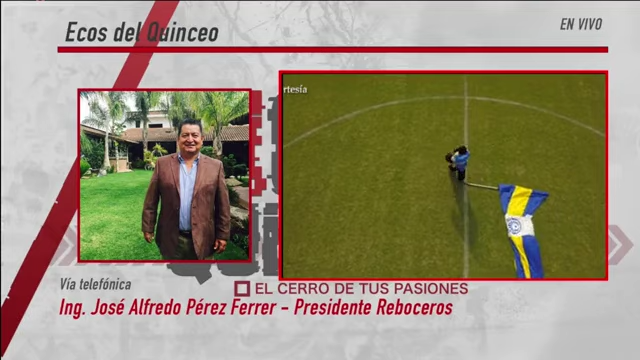 Ecos del Quinceo
EN VIVO
rtesía
Vía telefónica
EL CERRO DE TUS PASIONES
Ing. José Alfredo Pérez Ferrer - Presidente Reboceros